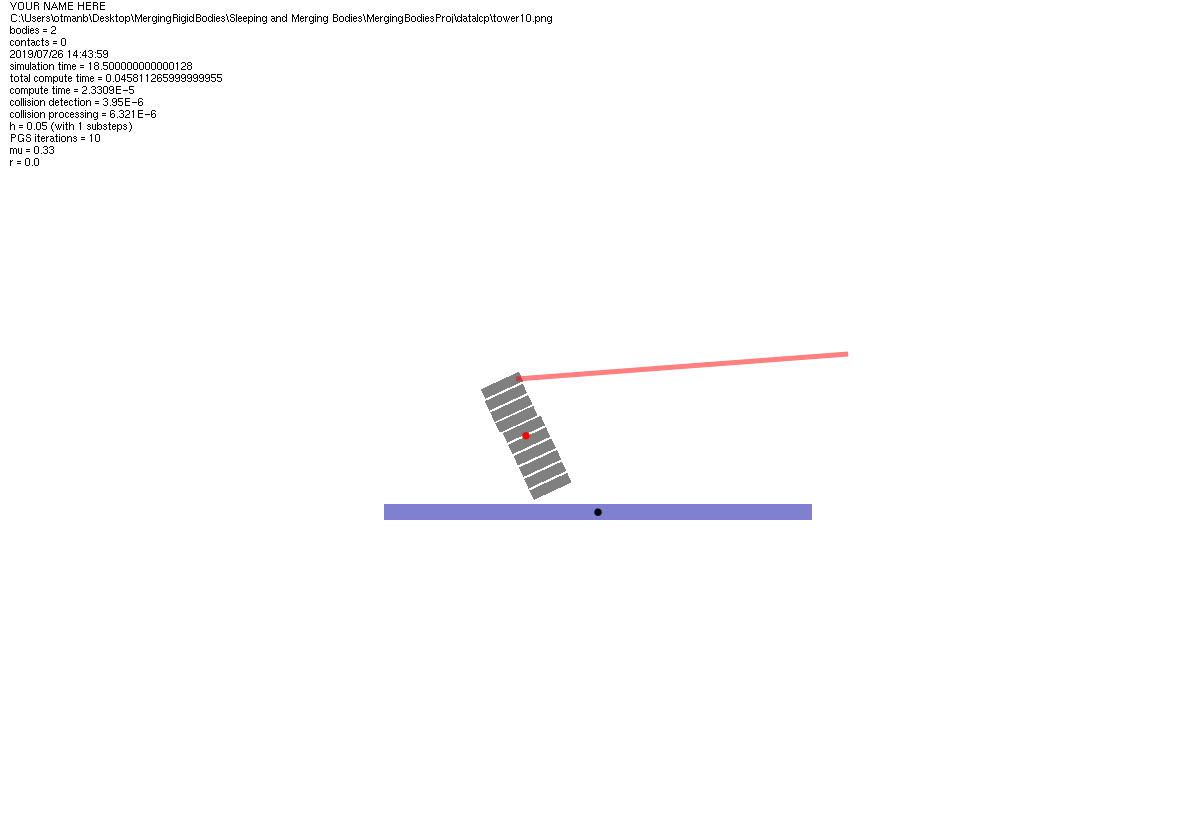 YOUR NAME HERE
C:\Users\otmanb\Desktop\MergingRigidBodies\Sleeping and Merging Bodies\MergingBodiesProj\datalcp\tower10.png
bodies = 2
contacts = 0
2019/07/26 14:43:59
simulation time = 18.500000000000128
total compute time = 0.045811265999999955
compute time = 2.3309E-5
collision detection = 3.95E-6
collision processing = 6.321E-6
h = 0.05 (with 1 substeps)
PGS iterations = 10
mu = 0.33
r = 0.0